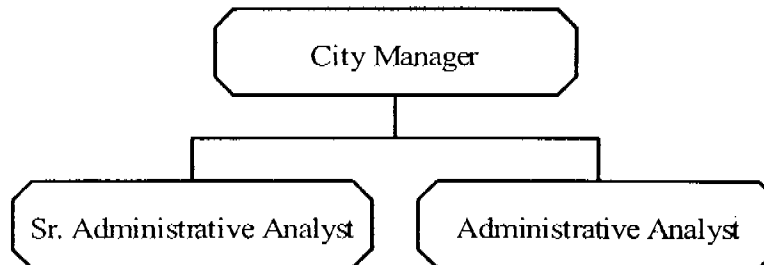 City Manager
Sr. Administrative Analyst
Administrative Analyst